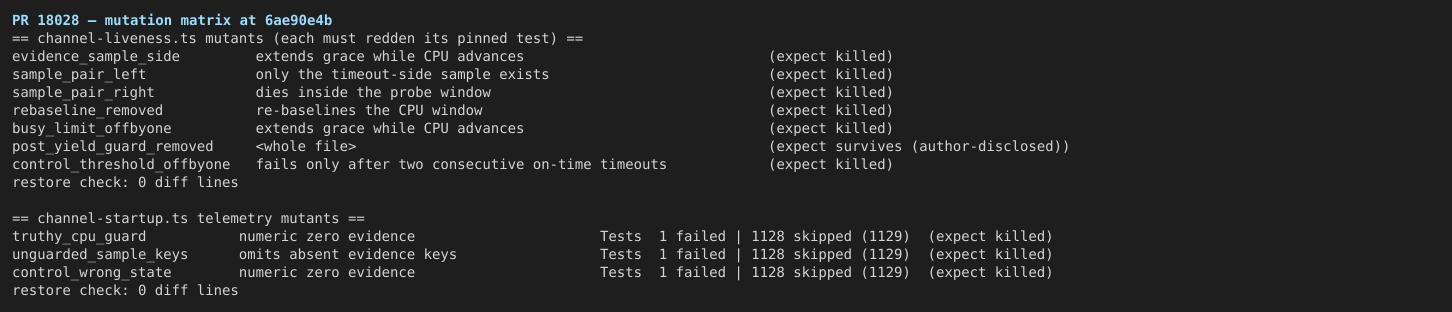 PR 18028 — mutation matrix at 6ae90e4b
== channel-liveness.ts mutants (each must redden its pinned test) ==
evidence_sample_side extends grace while CPU advances (expect killed)
sample_pair_left only the timeout-side sample exists (expect killed)
sample_pair_right dies inside the probe window (expect killed)
rebaseline_removed re-baselines the CPU window (expect killed)
busy_limit_offbyone extends grace while CPU advances (expect killed)
post_yield_guard_removed <whole file> (expect survives (author-disclosed))
control_threshold_offbyone fails only after two consecutive on-time timeouts (expect killed)
restore check: 0 diff lines
== channel-startup.ts telemetry mutants ==
truthy_cpu_guard numeric zero evidence Tests 1 failed | 1128 skipped (1129) (expect killed)
unguarded_sample_keys omits absent evidence keys Tests 1 failed | 1128 skipped (1129) (expect killed)
control_wrong_state numeric zero evidence Tests 1 failed | 1128 skipped (1129) (expect killed)
restore check: 0 diff lines